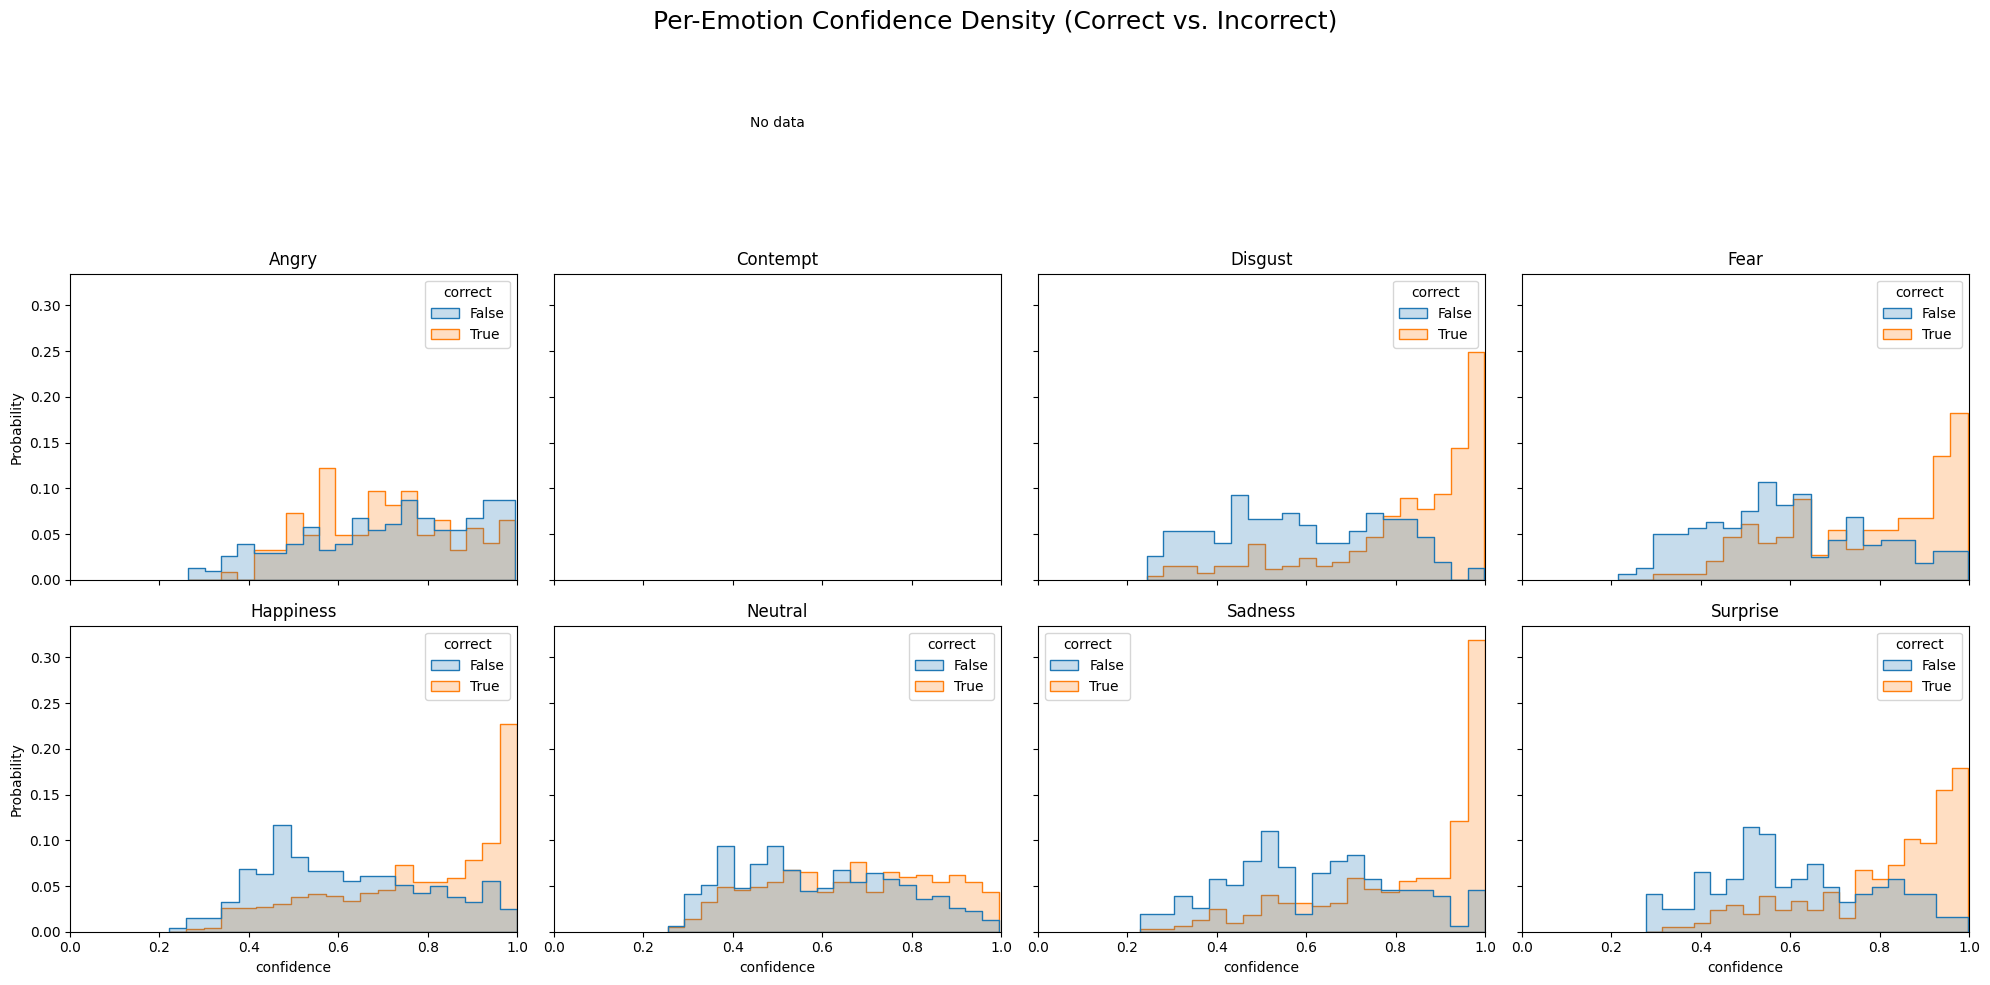 Per-Emotion Confidence Density (Correct vs. Incorrect)
No data
Angry
Contempt
Disgust
Fear
correct
False
True
correct
False
True
correct
False
True
0.30
0.25
0.20
0.15
0.10
0.05
0.00
Probability
Happiness
Neutral
Sadness
Surprise
correct
False
True
correct
False
True
correct
False
True
correct
False
True
0.30
0.25
0.20
0.15
0.10
0.05
0.00
Probability
0.0 0.2 0.4 0.6 0.8 1.0
0.0 0.2 0.4 0.6 0.8 1.0
0.0 0.2 0.4 0.6 0.8 1.0
0.0 0.2 0.4 0.6 0.8 1.0
confidence
confidence
confidence
confidence